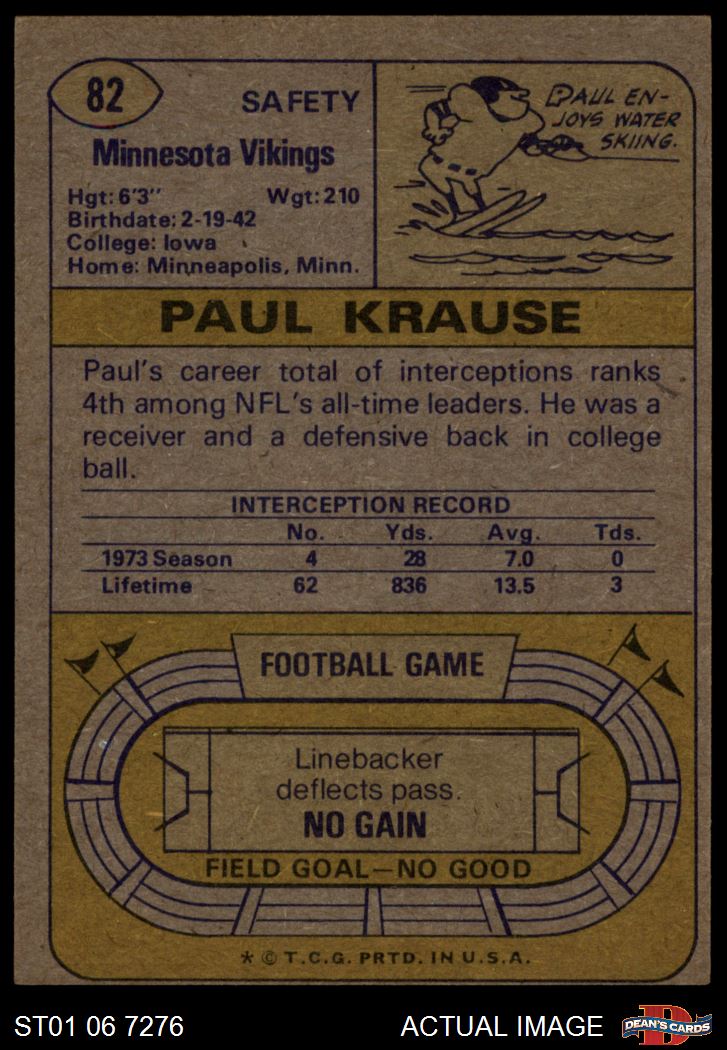 82
SAFETY
Minnesota Vikings
Hgt: 6'3" Wgt: 210
Birthdate: 2-19-42
College: Iowa
Home: Minneapolis, Minn.
PAUL EN-
JOYS WATER
SKIING.
PAUL KRAUSE
Paul's career total of interceptions ranks
4th among NFL's all-time leaders. He was a
receiver and a defensive back in college
ball.
INTERCEPTION RECORD
No. Yds. Avg. Tds.
1973 Season 4 28 7.0 0
Lifetime 62 836 13.5 3
FOOTBALL GAME
Linebacker
deflects pass.
NO GAIN
FIELD GOAL—NO GOOD
* © T.C.G. PRTD. IN U.S.A.
ST01 06 7276 ACTUAL IMAGE D DEAN'S CARDS